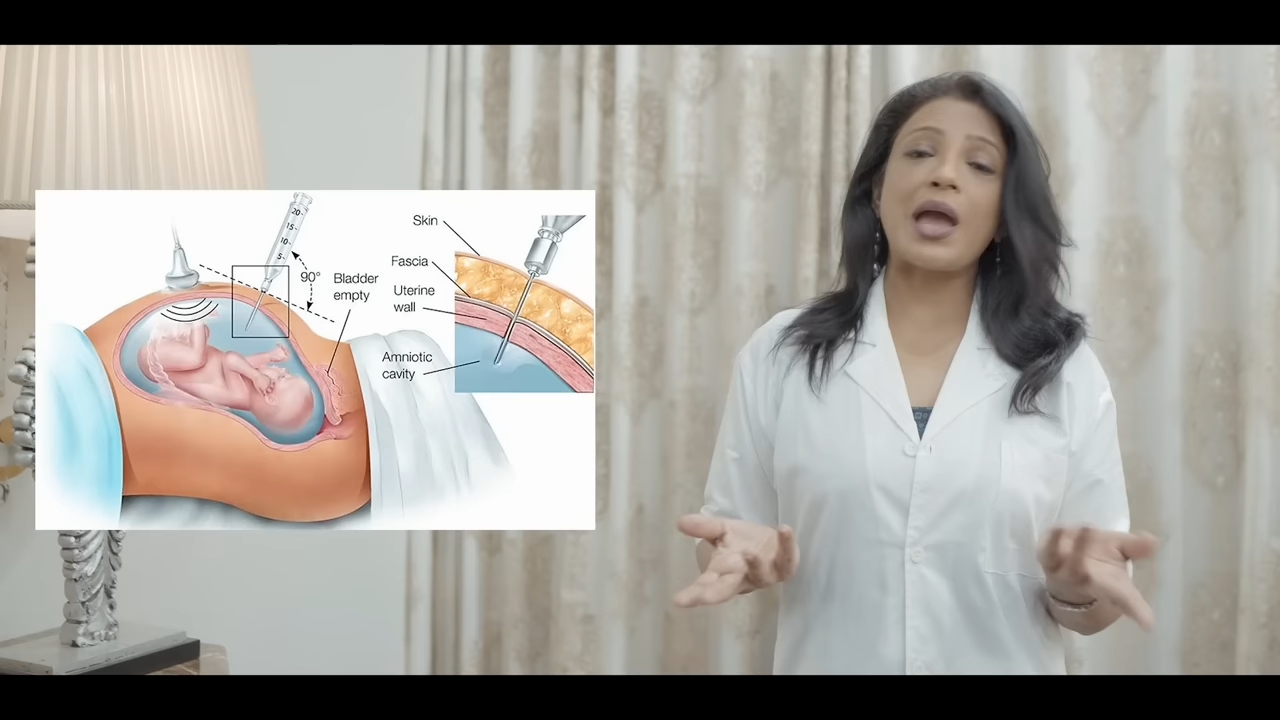 20
15
10
5
90°
Bladder
empty
Skin
Fascia
Uterine
wall
Amniotic
cavity